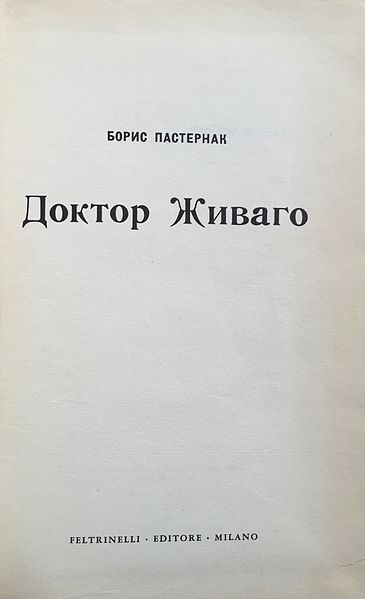 БОРИС ПАСТЕРНАК
Доктор Живаго
FELTRINELLI · EDITORE · MILANO